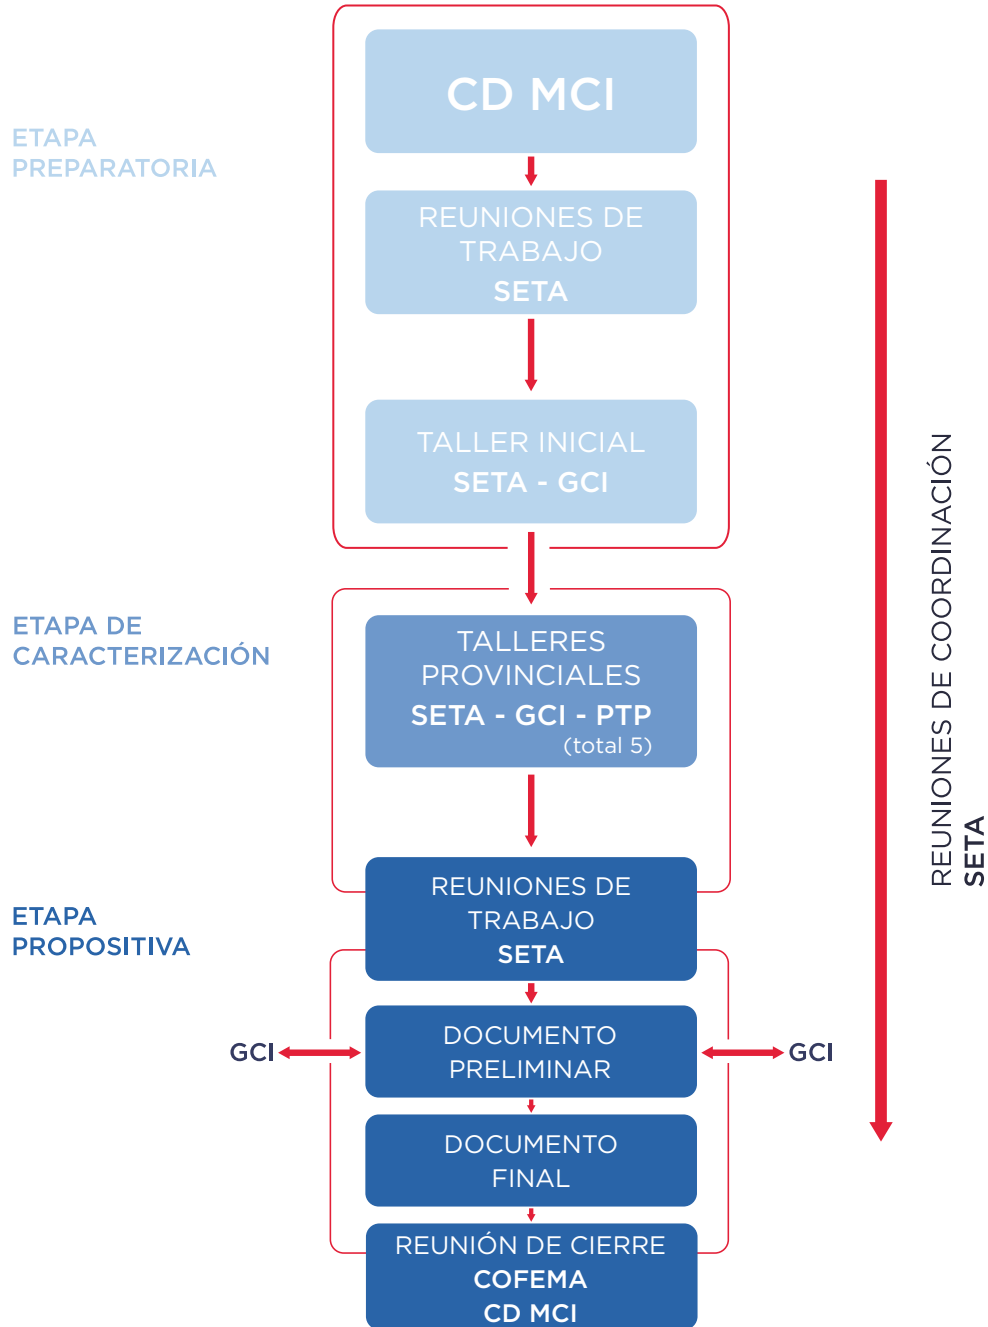 CD MCI
ETAPA
PREPARATORIA
REUNIONES DE
TRABAJO
SETA
TALLER INICIAL
SETA - GCI
ETAPA DE
CARACTERIZACIÓN
TALLERES
PROVINCIALES
SETA - GCI - PTP
(total 5)
REUNIONES DE COORDINACIÓN
SETA
ETAPA
PROPOSITIVA
REUNIONES DE
TRABAJO
SETA
GCI
DOCUMENTO
PRELIMINAR
GCI
DOCUMENTO
FINAL
REUNIÓN DE CIERRE
COFEMA
CD MCI